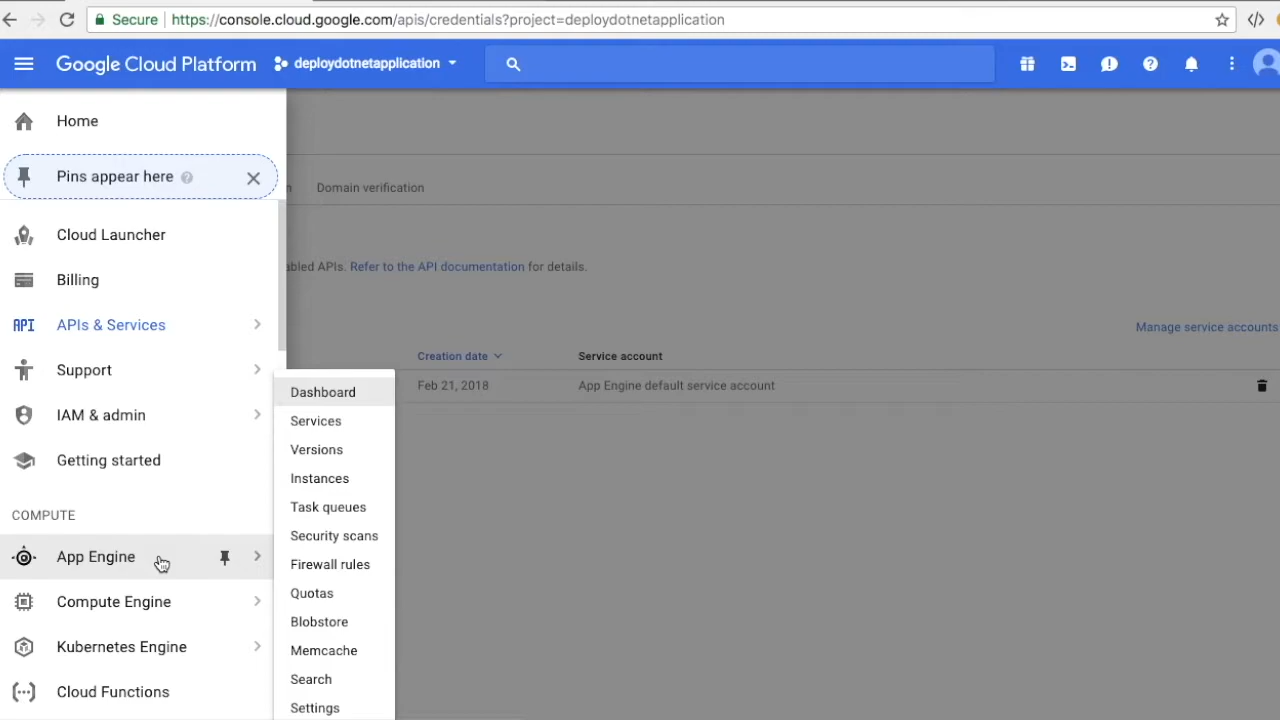 Secure https://console.cloud.google.com/apis/credentials?project=deploydotnetapplication
Google Cloud Platform deploydotnetapplication
Home
Pins appear here
n Domain verification
Cloud Launcher
abled APIs. Refer to the API documentation for details.
Billing
API APIs & Services
Manage service accounts
Creation date Service account
Support
Feb 21, 2018 App Engine default service account
Dashboard
IAM & admin
Services
Versions
Getting started
Instances
Task queues
COMPUTE
Security scans
App Engine
Firewall rules
Quotas
Compute Engine
Blobstore
Kubernetes Engine
Memcache
Search
Cloud Functions
Settings